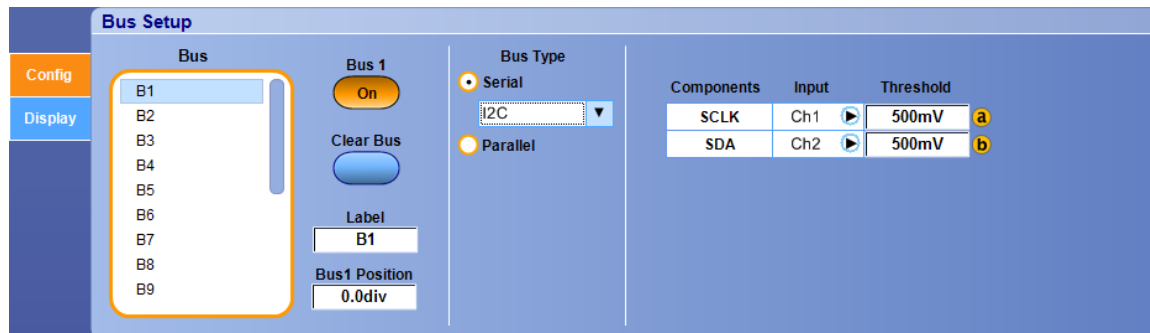 Bus Setup
Config
Display
Bus
B1
B2
B3
B4
B5
B6
B7
B8
B9
Bus 1
On
Clear Bus
Label
B1
Bus1 Position
0.0div
Bus Type
Serial
I2C
Parallel
Components Input Threshold
SCLK Ch1 500mV a
SDA Ch2 500mV b